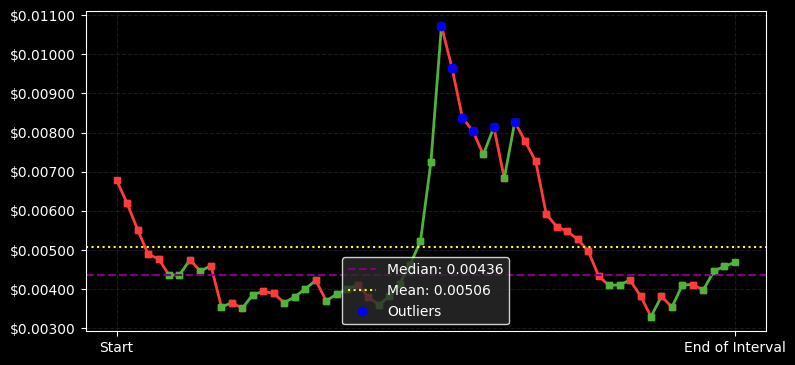 $0.01100
$0.01000
$0.00900
$0.00800
$0.00700
$0.00600
$0.00500
$0.00400
$0.00300
Median: 0.00436
Mean: 0.00506
Outliers
Start
End of Interval